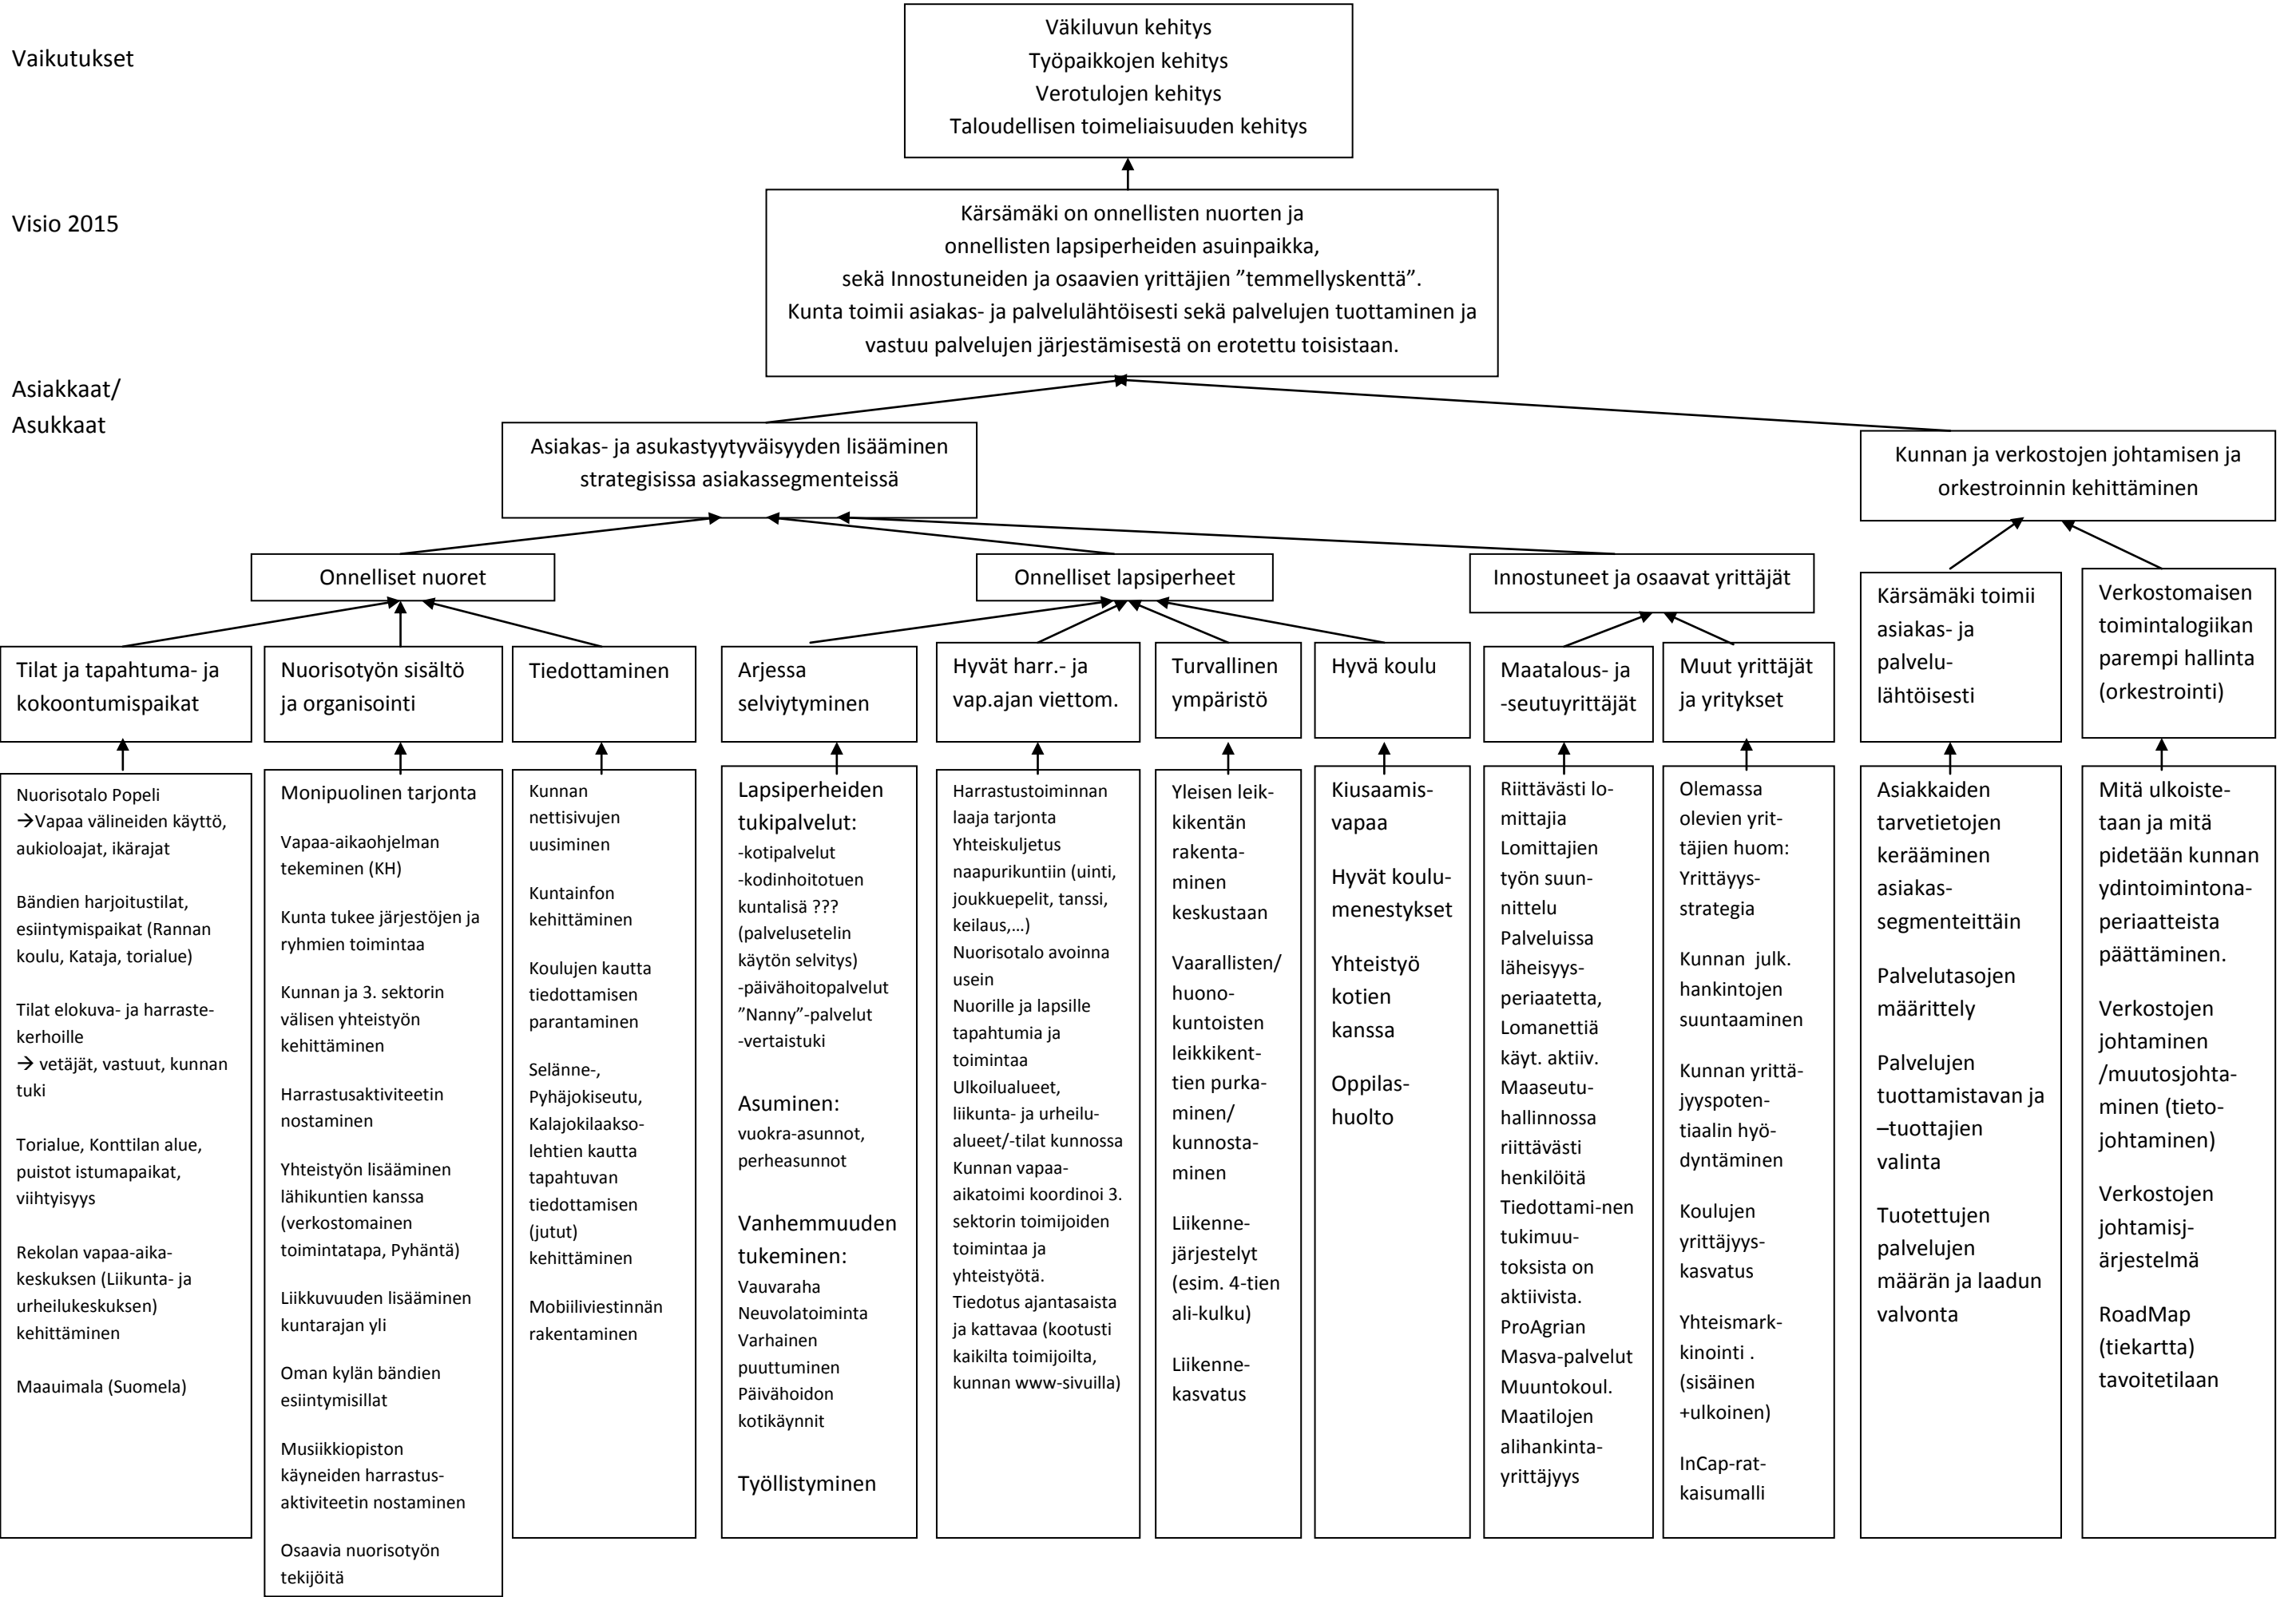 Vaikutukset
Väkiluvun kehitys
Työpaikkojen kehitys
Verotulojen kehitys
Taloudellisen toimeliaisuuden kehitys
Visio 2015
Kärsämäki on onnellisten nuorten ja
onnellisten lapsiperheiden asuinpaikka,
sekä Innostuneiden ja osaavien yrittäjien ”temmellyskenttä”.
Kunta toimii asiakas- ja palvelulähtöisesti sekä palvelujen tuottaminen ja
vastuu palvelujen järjestämisestä on erotettu toisistaan.
Asiakkaat/
Asukkaat
Asiakas- ja asukastyytyväisyyden lisääminen
strategisissa asiakassegmenteissä
Kunnan ja verkostojen johtamisen ja
orkestroinnin kehittäminen
Onnelliset nuoret
Onnelliset lapsiperheet
Innostuneet ja osaavat yrittäjät
Kärsämäki toimii
asiakas- ja
palvelu-
lähtöisesti
Verkostomaisen
toimintalogiikan
parempi hallinta
(orkestrointi)
Tilat ja tapahtuma- ja
kokoontumispaikat
Nuorisotyön sisältö
ja organisointi
Tiedottaminen
Arjessa
selviytyminen
Hyvät harr.- ja
vap.ajan viettom.
Turvallinen
ympäristö
Hyvä koulu
Maatalous- ja
-seutuyrittäjät
Muut yrittäjät
ja yritykset
Nuorisotalo Popeli
→Vapaa välineiden käyttö,
aukioloajat, ikärajat
Bändien harjoitustilat,
esiintymispaikat (Rannan
koulu, Kataja, torialue)
Tilat elokuva- ja harraste-
kerhoille
→ vetäjät, vastuut, kunnan
tuki
Torialue, Konttilan alue,
puistot istumapaikat,
viihtyisyys
Rekolan vapaa-aika-
keskuksen (Liikunta- ja
urheilukeskuksen)
kehittäminen
Maauimala (Suomela)
Monipuolinen tarjonta
Vapaa-aikaohjelman
tekeminen (KH)
Kunta tukee järjestöjen ja
ryhmien toimintaa
Kunnan ja 3. sektorin
välisen yhteistyön
kehittäminen
Harrastusaktiviteetin
nostaminen
Yhteistyön lisääminen
lähikuntien kanssa
(verkostomainen
toimintatapa, Pyhäntä)
Liikkuvuuden lisääminen
kuntarajan yli
Oman kylän bändien
esiintymisillat
Musiikkiopiston
käyneiden harrastus-
aktiviteetin nostaminen
Osaavia nuorisotyön
tekijöitä
Kunnan
nettisivujen
uusiminen
Kuntainfon
kehittäminen
Koulujen kautta
tiedottamisen
parantaminen
Selänne-,
Pyhäjokiseutu,
Kalajokilaakso-
lehtien kautta
tapahtuvan
tiedottamisen
(jutut)
kehittäminen
Mobiiliviestinnän
rakentaminen
Lapsiperheiden
tukipalvelut:
-kotipalvelut
-kodinhoitotuen
kuntalisä ???
(palvelusetelin
käytön selvitys)
-päivähoitopalvelut
”Nanny”-palvelut
-vertaistuki
Asuminen:
vuokra-asunnot,
perheasunnot
Vanhemmuuden
tukeminen:
Vauvaraha
Neuvolatoiminta
Varhainen
puuttuminen
Päivähoidon
kotikäynnit
Työllistyminen
Harrastustoiminnan
laaja tarjonta
Yhteiskuljetus
naapurikuntiin (uinti,
joukkuepelit, tanssi,
keilaus,...)
Nuorisotalo avoinna
usein
Nuorille ja lapsille
tapahtumia ja
toimintaa
Ulkoilualueet,
liikunta- ja urheilu-
alueet/-tilat kunnossa
Kunnan vapaa-
aikatoimi koordinoi 3.
sektorin toimijoiden
toimintaa ja
yhteistyötä.
Tiedotus ajantasaista
ja kattavaa (kootusti
kaikilta toimijoilta,
kunnan www-sivuilla)
Yleisen leik-
kikentän
rakenta-
minen
keskustaan
Vaarallisten/
huono-
kuntoisten
leikkikent-
tien purka-
minen/
kunnosta-
minen
Liikenne-
järjestelyt
(esim. 4-tien
ali-kulku)
Liikenne-
kasvatus
Kiusaamis-
vapaa
Hyvät koulu-
menestykset
Yhteistyö
kotien
kanssa
Oppilas-
huolto
Riittävästi lo-
mittajia
Lomittajien
työn suun-
nittelu
Palveluissa
läheisyys-
periaatetta,
Lomanettiä
käyt. aktiiv.
Maaseutu-
hallinnossa
riittävästi
henkilöitä
Tiedottami-nen
tukimuu-
toksista on
aktiivista.
ProAgrian
Masva-palvelut
Muuntokoul.
Maatilojen
alihankinta-
yrittäjyys
Olemassa
olevien yrit-
täjien huom:
Yrittäyys-
strategia
Kunnan julk.
hankintojen
suuntaaminen
Kunnan yrittä-
jyyspoten-
tiaalin hyö-
dyntäminen
Koulujen
yrittäjyys-
kasvatus
Yhteismark-
kinointi .
(sisäinen
+ulkoinen)
InCap-rat-
kaisumalli
Asiakkaiden
tarvetietojen
kerääminen
asiakas-
segmenteittäin
Palvelutasojen
määrittely
Palvelujen
tuottamistavan ja
–tuottajien
valinta
Tuotettujen
palvelujen
määrän ja laadun
valvonta
Mitä ulkoiste-
taan ja mitä
pidetään kunnan
ydintoimintona-
periaatteista
päättäminen.
Verkostojen
johtaminen
/muutosjohta-
minen (tieto-
johtaminen)
Verkostojen
johtamisj-
ärjestelmä
RoadMap
(tiekartta)
tavoitetilaan